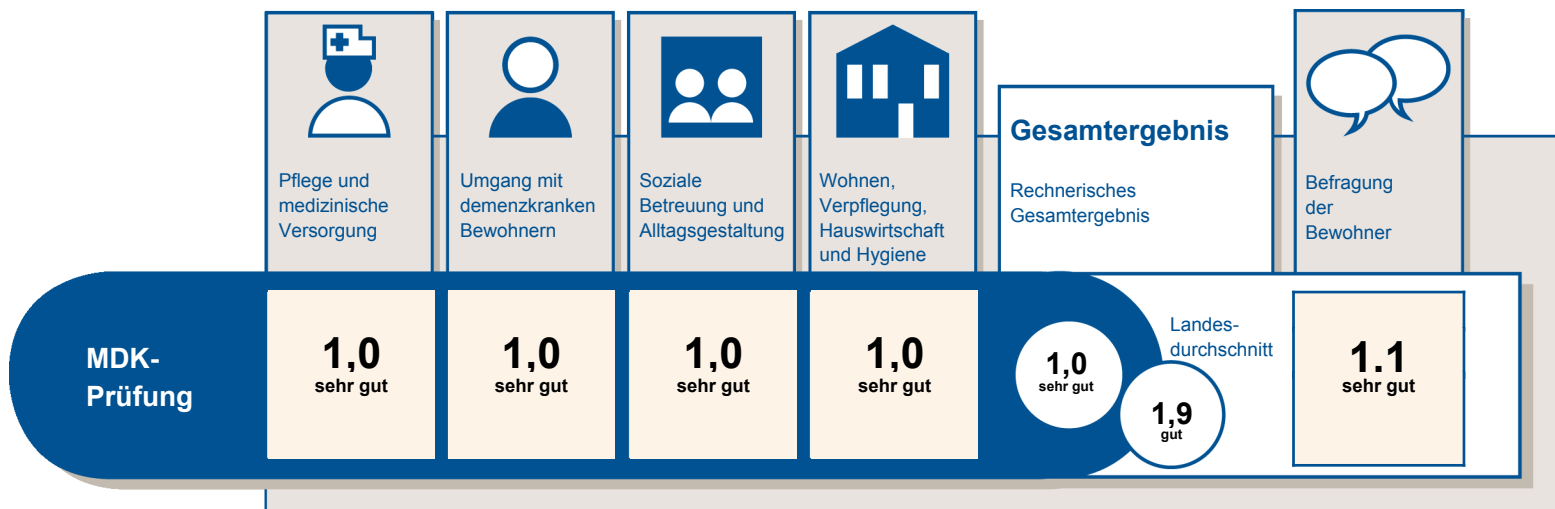 Pflege und
medizinische
Versorgung
Umgang mit
demenzkranken
Bewohnern
Soziale
Betreuung und
Alltagsgestaltung
Wohnen,
Verpflegung,
Hauswirtschaft
und Hygiene
Gesamtergebnis
Rechnerisches
Gesamtergebnis
Befragung
der
Bewohner
MDK-
Prüfung
1,0
sehr gut
1,0
sehr gut
1,0
sehr gut
1,0
sehr gut
1,0
sehr gut
Landes-
durchschnitt
1,9
gut
1.1
sehr gut